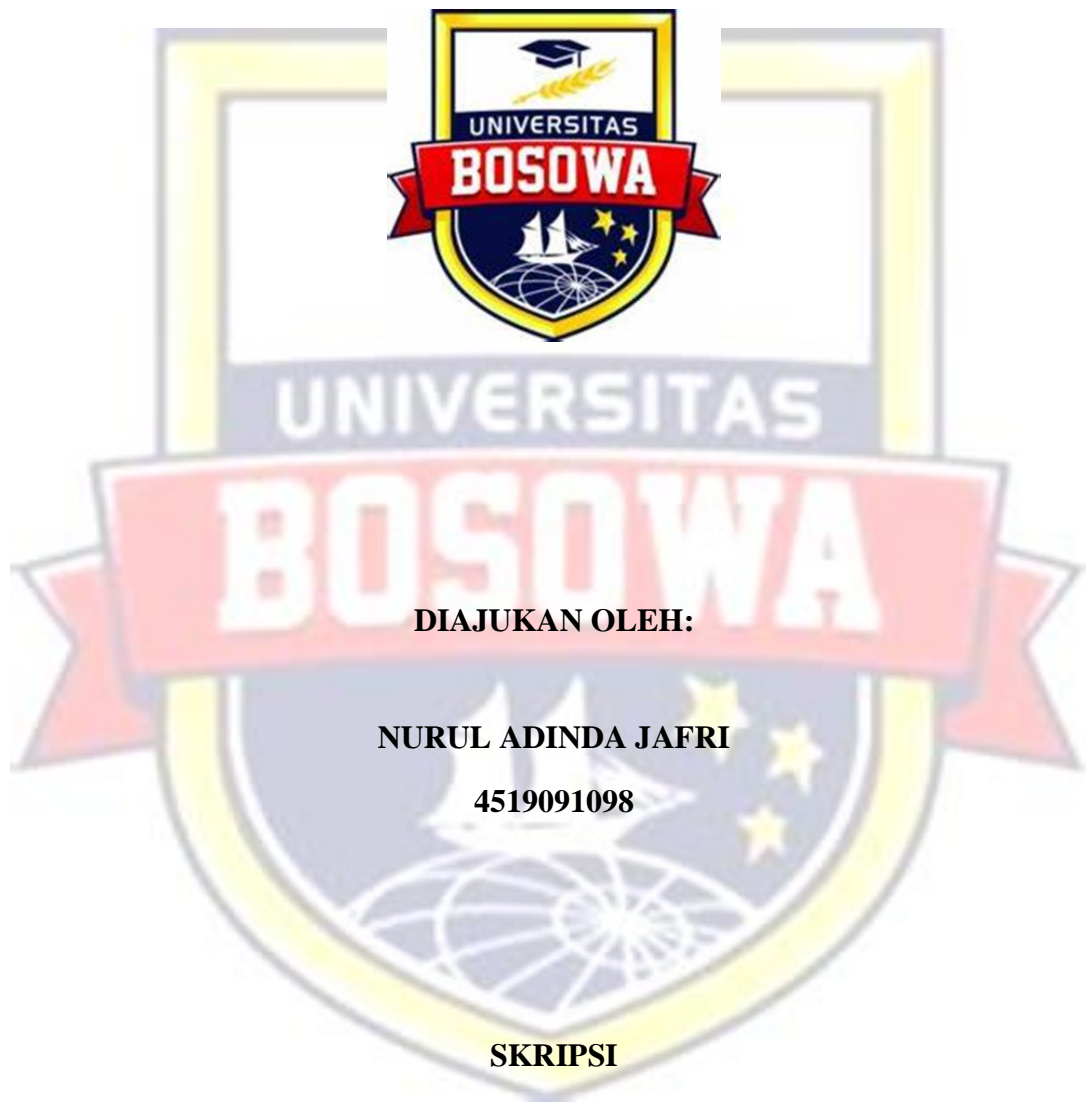 UNIVERSITAS
BOSOWA
UNIVERSITAS
BOSOWA
DIAJUKAN OLEH:
NURUL ADINDA JAFRI
4519091098
SKRIPSI